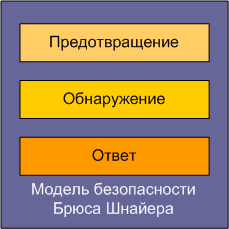 Предотвращение
Обнаружение
Ответ
Модель безопасности
Брюса Шнайера